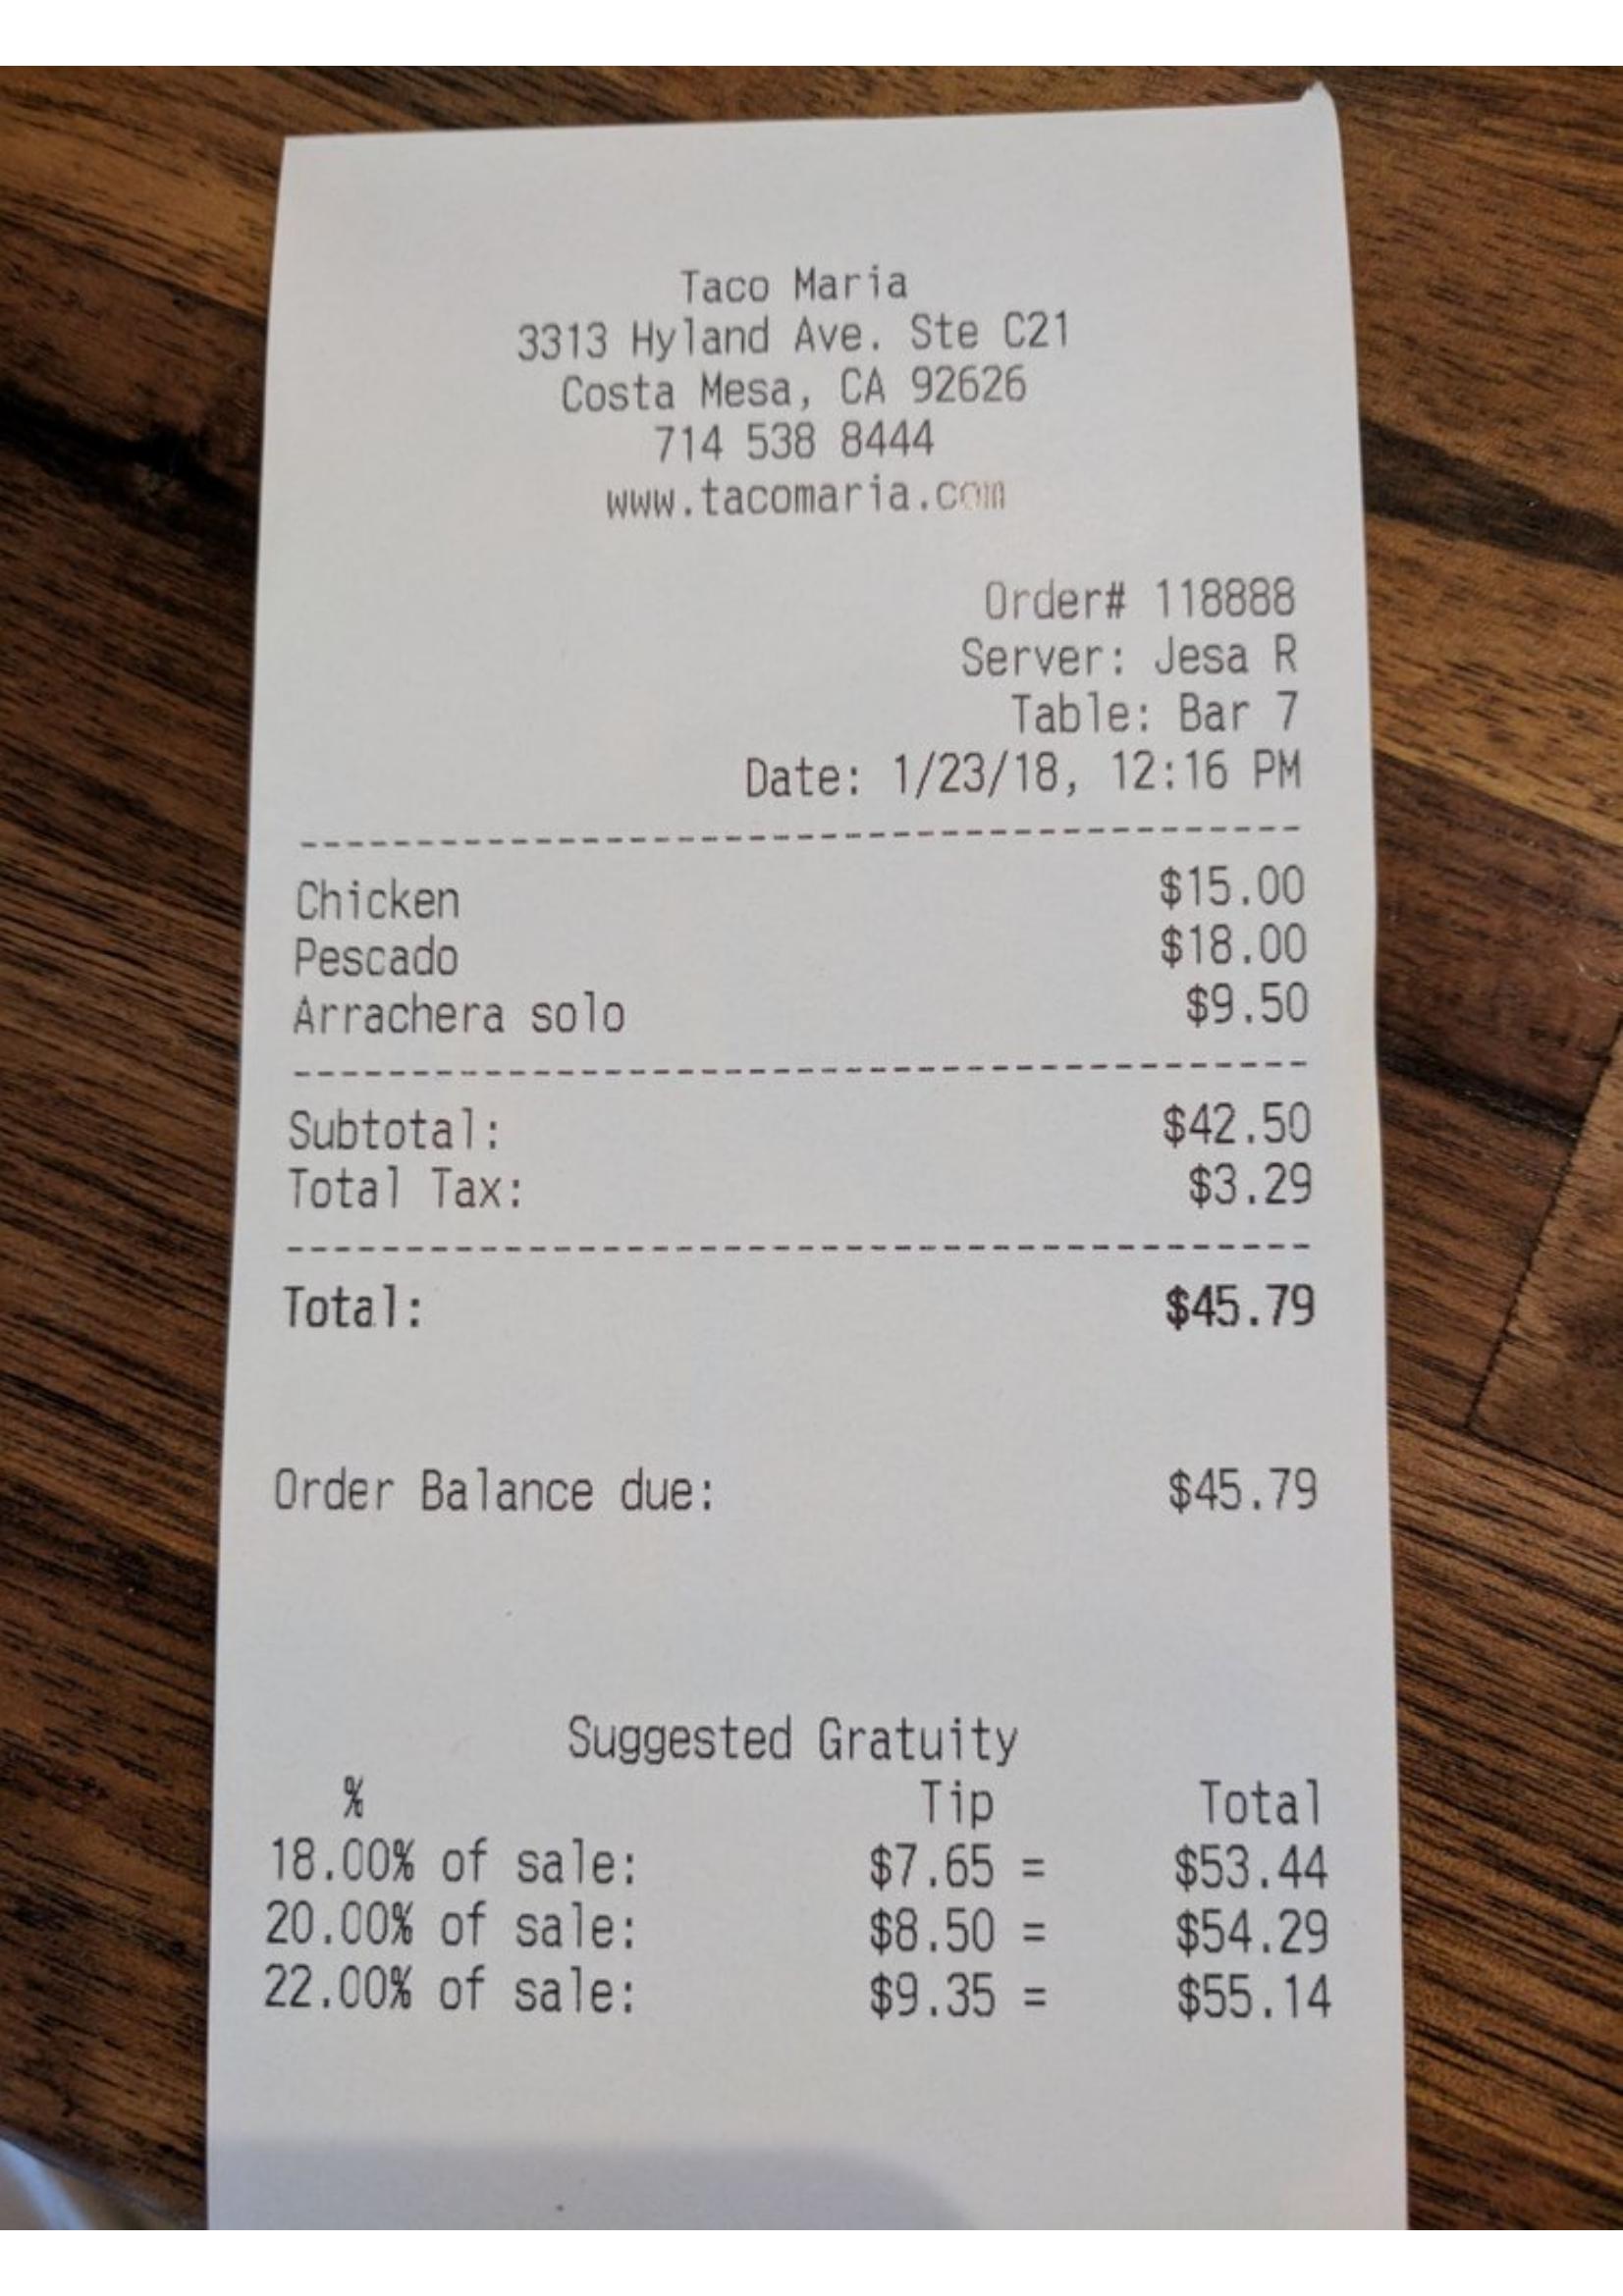 Taco Maria
3313 Hyland Ave. Ste C21
Costa Mesa, CA 92626
714 538 8444
www.tacomaria.com
Order# 118888
Server: Jesa R
Table: Bar 7
Date: 1/23/18, 12:16 PM
Chicken $15.00
Pescado $18.00
Arrachera solo $9.50
Subtotal: $42.50
Total Tax: $3.29
Total: $45.79
Order Balance due: $45.79
Suggested Gratuity
% Tip Total
18.00% of sale: $7.65 = $53.44
20.00% of sale: $8.50 = $54.29
22.00% of sale: $9.35 = $55.14